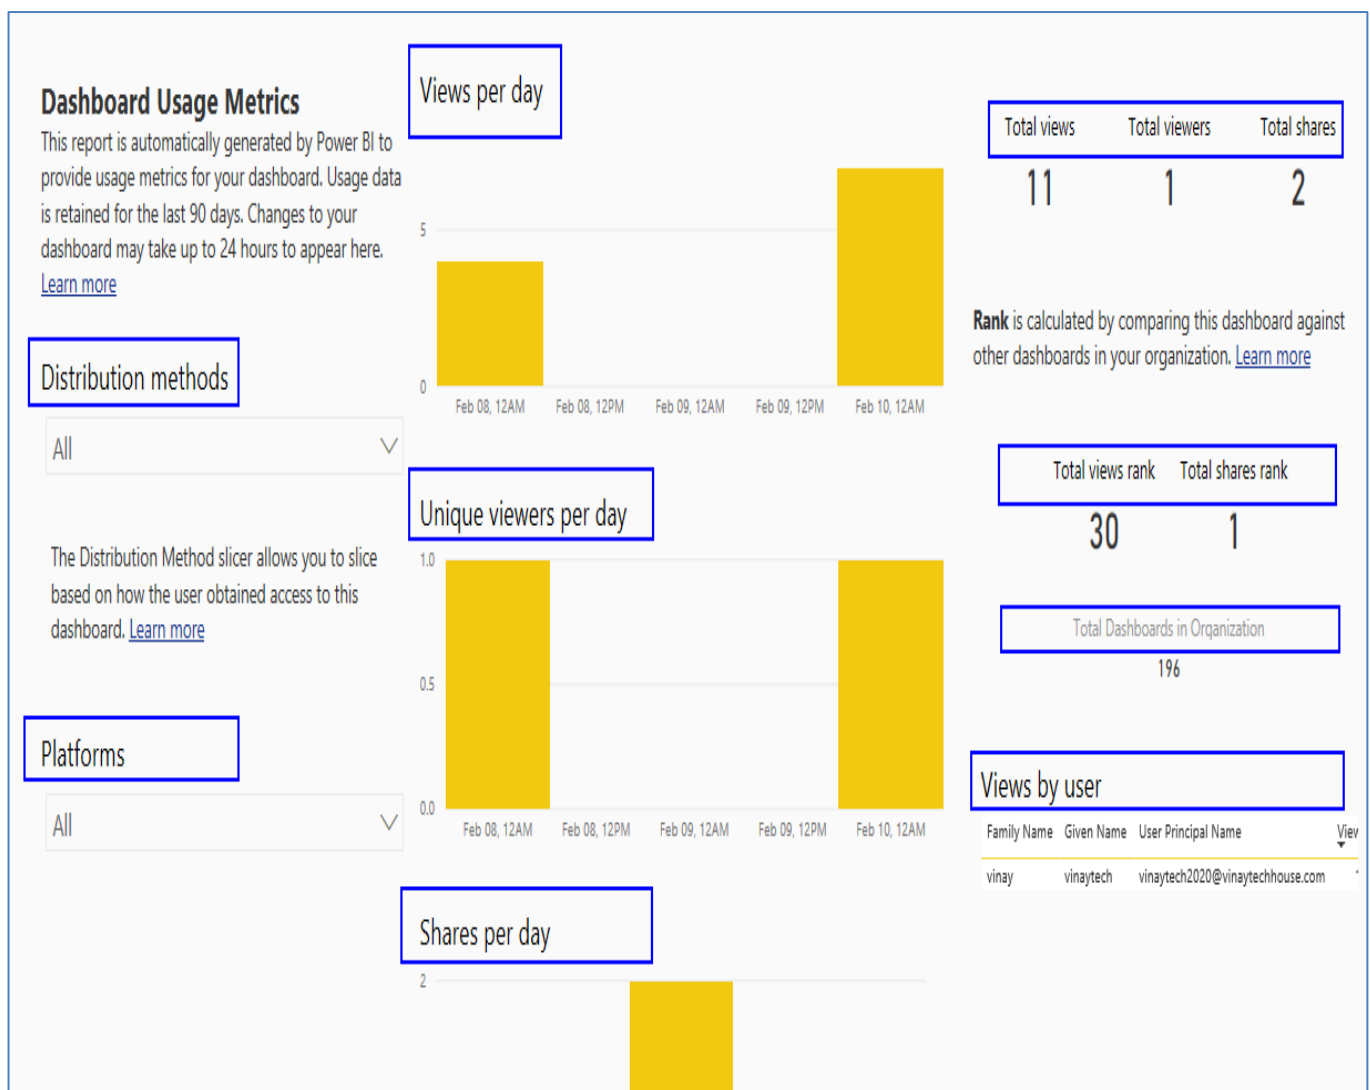 Dashboard Usage Metrics
This report is automatically generated by Power BI to
provide usage metrics for your dashboard. Usage data
is retained for the last 90 days. Changes to your
dashboard may take up to 24 hours to appear here.
Learn more
Distribution methods
All
The Distribution Method slicer allows you to slice
based on how the user obtained access to this
dashboard. Learn more
Platforms
All
Views per day
5
0
Feb 08, 12AM Feb 08, 12PM Feb 09, 12AM Feb 09, 12PM Feb 10, 12AM
Unique viewers per day
1.0
0.5
0.0
Feb 08, 12AM Feb 08, 12PM Feb 09, 12AM Feb 09, 12PM Feb 10, 12AM
Shares per day
2
Total views Total viewers Total shares
11 1 2
Rank is calculated by comparing this dashboard against
other dashboards in your organization. Learn more
Total views rank Total shares rank
30 1
Total Dashboards in Organization
196
Views by user
Family Name Given Name User Principal Name View
vinay vinaytech vinaytech2020@vinaytechhouse.com